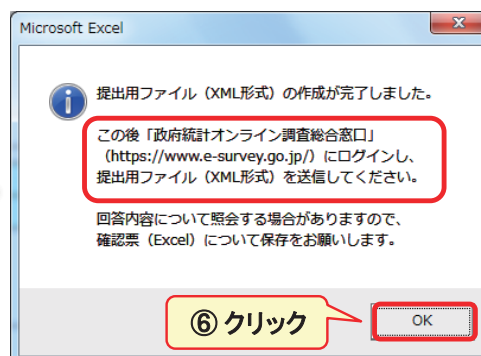 Microsoft Excel
提出用ファイル（XML形式）の作成が完了しました。
この後「政府統計オンライン調査総合窓口」
（https://www.e-survey.go.jp/）にログインし、
提出用ファイル（XML形式）を送信してください。
回答内容について照会する場合がありますので、
確認票（Excel）について保存をお願いします。
⑥ クリック
OK